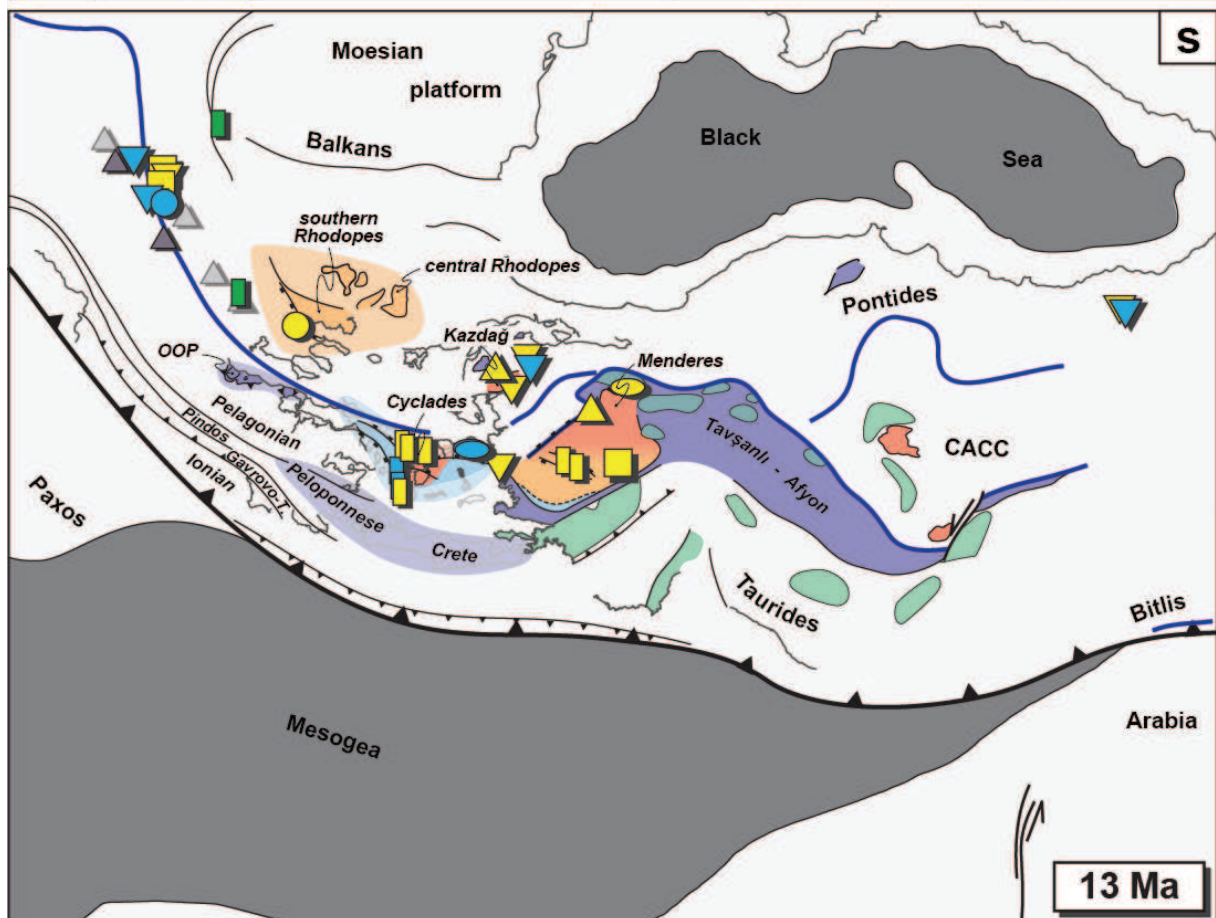 S
Moesian
platform
Balkans
Black
Sea
southern
Rhodopes
central Rhodopes
Pontides
Kazdag
Menderes
OOP
Cyclades
Pelagonian
Pindos
Gavrovo-T.
Ionian
Tavşanlı - Afyon
CACC
Paxos
Peloponnese
Crete
Taurides
Bitlis
Mesogea
Arabia
13 Ma